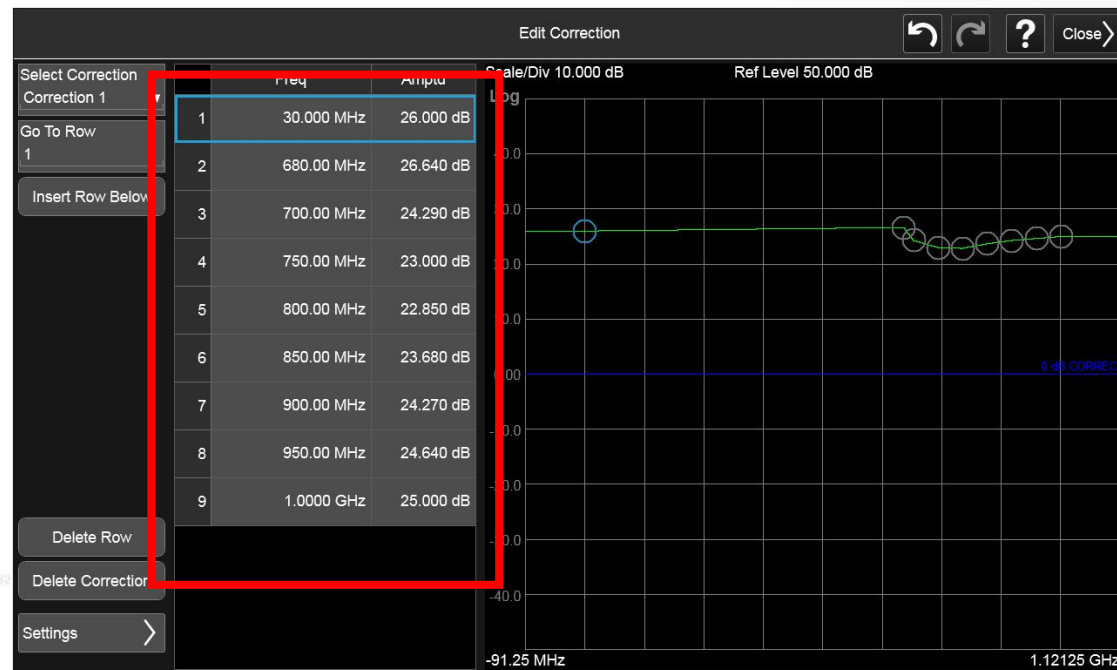 Edit Correction
?
Close
Select Correction
Correction 1
Go To Row
1
Insert Row Below
Delete Row
Delete Correction
Settings
Freq Amptd
1 30.000 MHz 26.000 dB
2 680.00 MHz 26.640 dB
3 700.00 MHz 24.290 dB
4 750.00 MHz 23.000 dB
5 800.00 MHz 22.850 dB
6 850.00 MHz 23.680 dB
7 900.00 MHz 24.270 dB
8 950.00 MHz 24.640 dB
9 1.0000 GHz 25.000 dB
Scale/Div 10.000 dB Ref Level 50.000 dB
Log
0 dB CORREC
-40.0
-91.25 MHz 1.12125 GHz